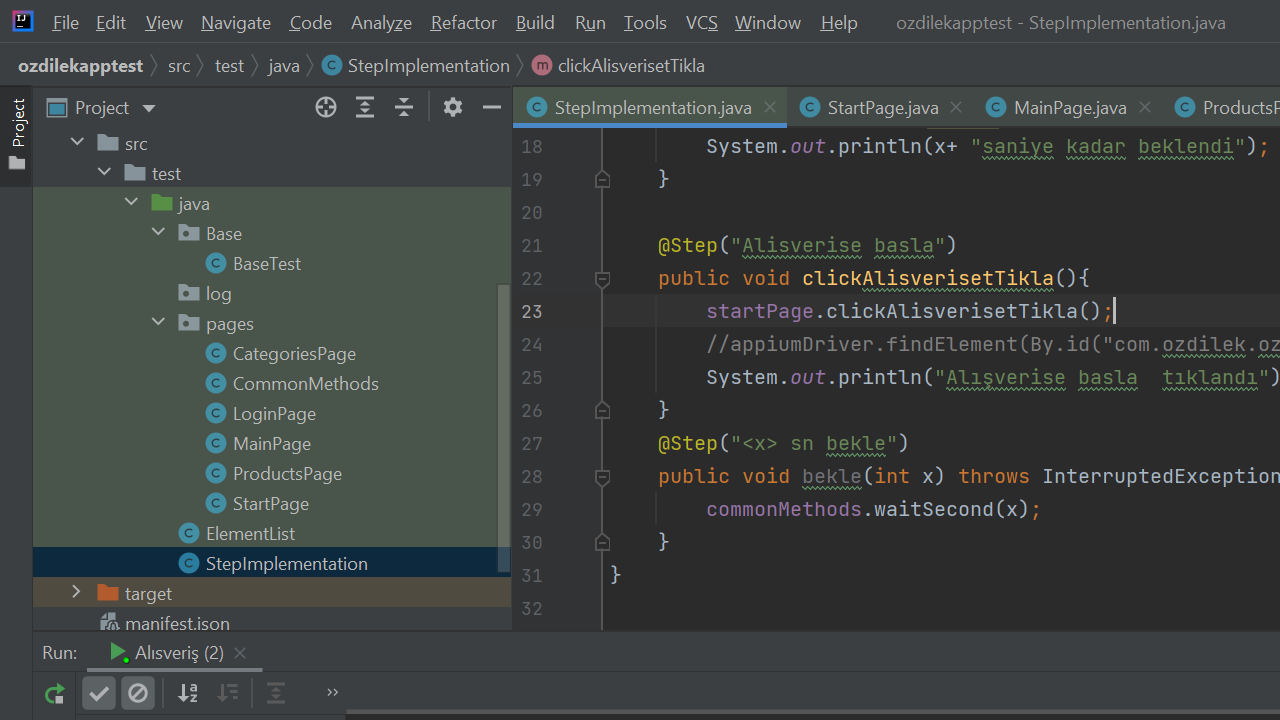 File Edit View Navigate Code Analyze Refactor Build Run Tools VCS Window Help ozdilekapptest - StepImplementation.java
ozdilekapptest src test java StepImplementation clickAlisverisetTikla
Project
Project
StepImplementation.java StartPage.java MainPage.java ProductsP
src
test
java
Base
BaseTest
log
pages
CategoriesPage
CommonMethods
LoginPage
MainPage
ProductsPage
StartPage
ElementList
StepImplementation
target
manifest.json
18 System.out.println(x+ "saniye kadar beklendi");
19 }
20
21 @Step("Alisverise basla")
22 public void clickAlisverisetTikla(){
23 startPage.clickAlisverisetTikla();
24 //appiumDriver.findElement(By.id("com.ozdilek.oz
25 System.out.println("Alışverise basla  tıklandı")
26 }
27 @Step("<x> sn bekle")
28 public void bekle(int x) throws InterruptedException
29 commonMethods.waitSecond(x);
30 }
31 }
32
Run: Alısveriş (2)